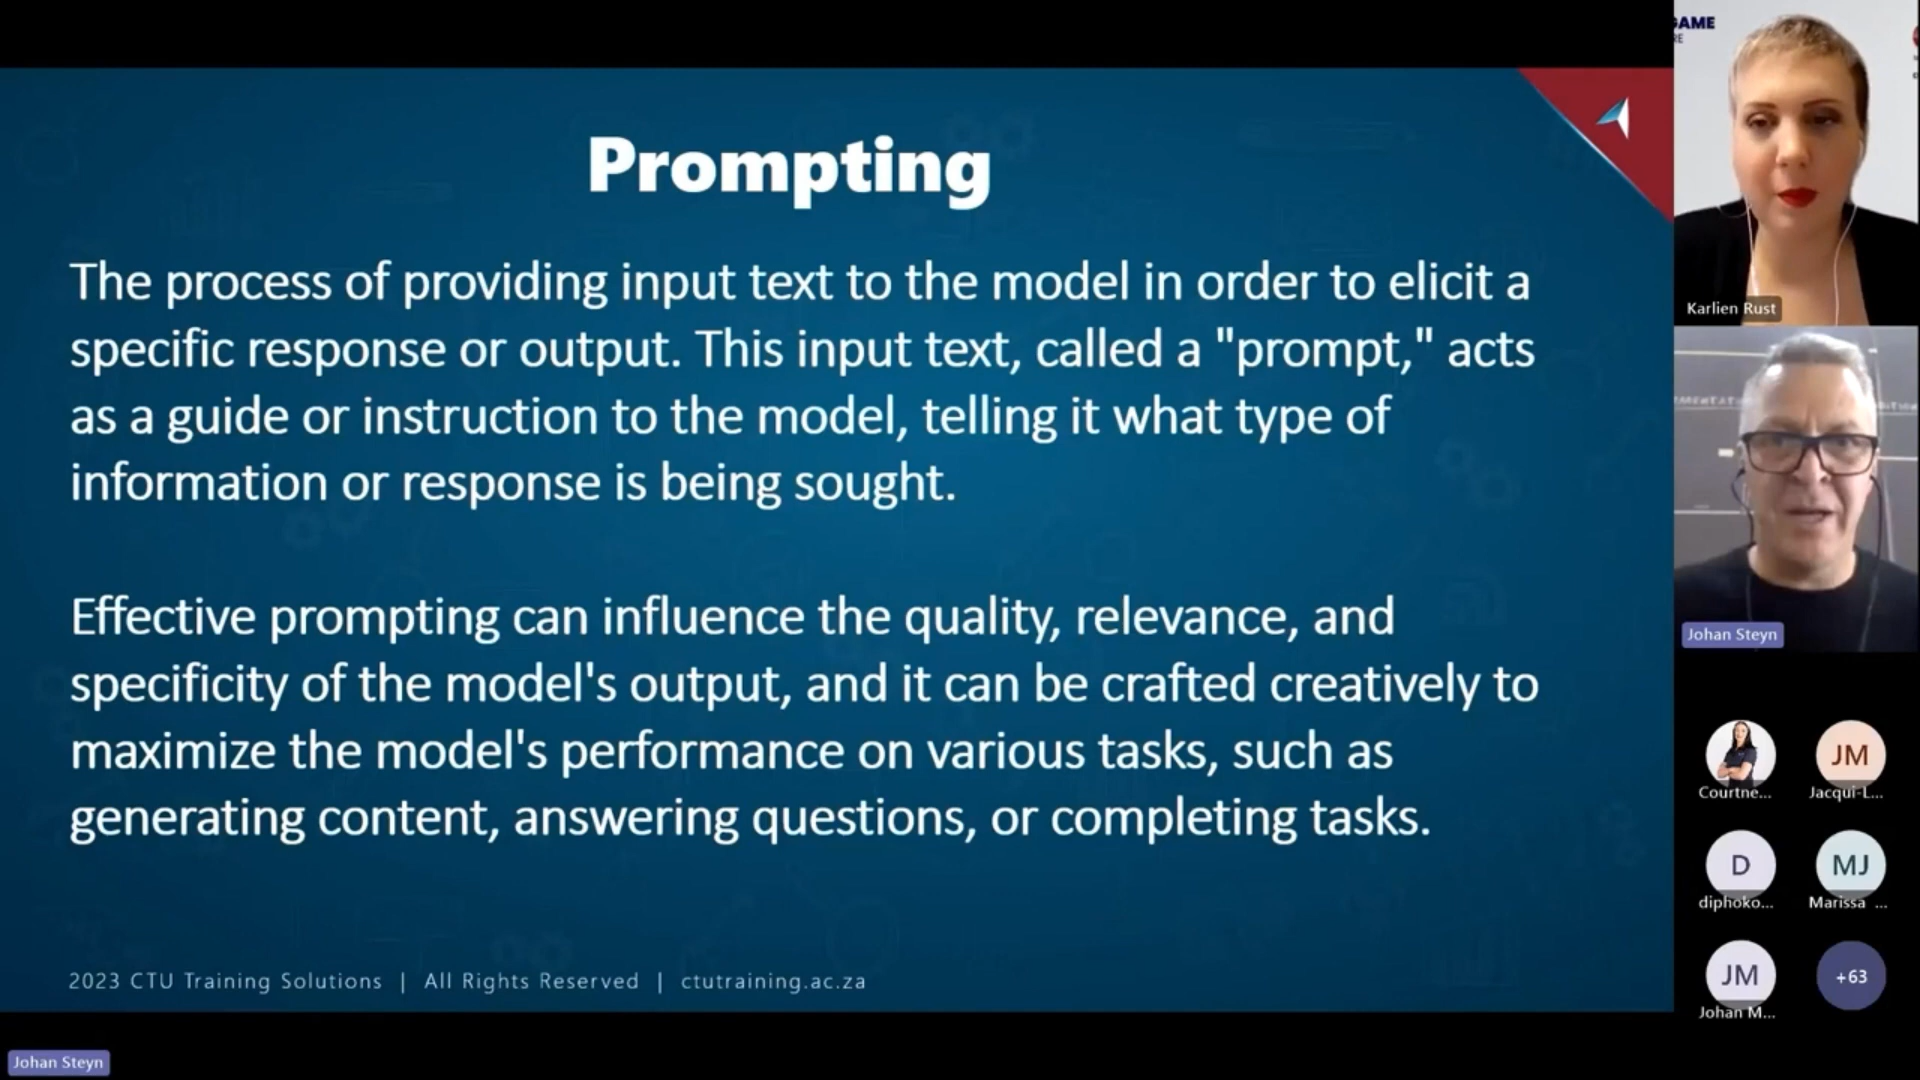 Prompting
The process of providing input text to the model in order to elicit a
specific response or output. This input text, called a "prompt," acts
as a guide or instruction to the model, telling it what type of
information or response is being sought.
Effective prompting can influence the quality, relevance, and
specificity of the model's output, and it can be crafted creatively to
maximize the model's performance on various tasks, such as
generating content, answering questions, or completing tasks.
2023 CTU Training Solutions | All Rights Reserved | ctutraining.ac.za
Johan Steyn
GAME
RE
Karlien Rust
Johan Steyn
Courtne...
JM
Jacqui-L...
D
diphoko...
MJ
Marissa ...
JM
Johan M...
+63